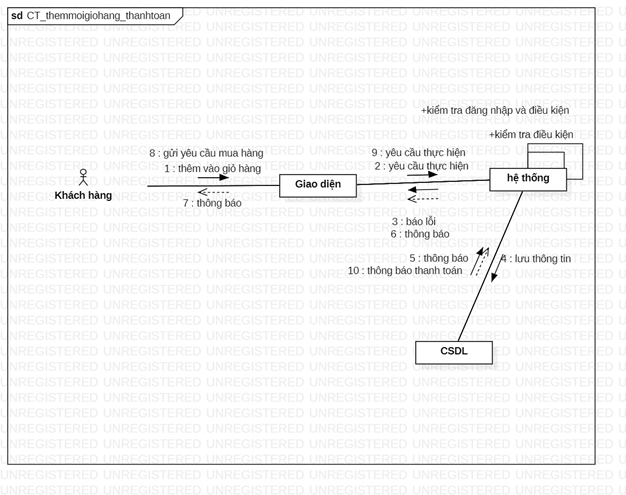 sd CT_themmoigiohang_thanhtoan
+kiểm tra đăng nhập và điều kiện
+kiểm tra điều kiện
8 : gửi yêu cầu mua hàng
1 : thêm vào giỏ hàng
9 : yêu cầu thực hiện
2 : yêu cầu thực hiện
Khách hàng
Giao diện
hệ thống
7 : thông báo
3 : báo lỗi
6 : thông báo
5 : thông báo
4 : lưu thông tin
10 : thông báo thanh toán
CSDL
UNREGISTERED